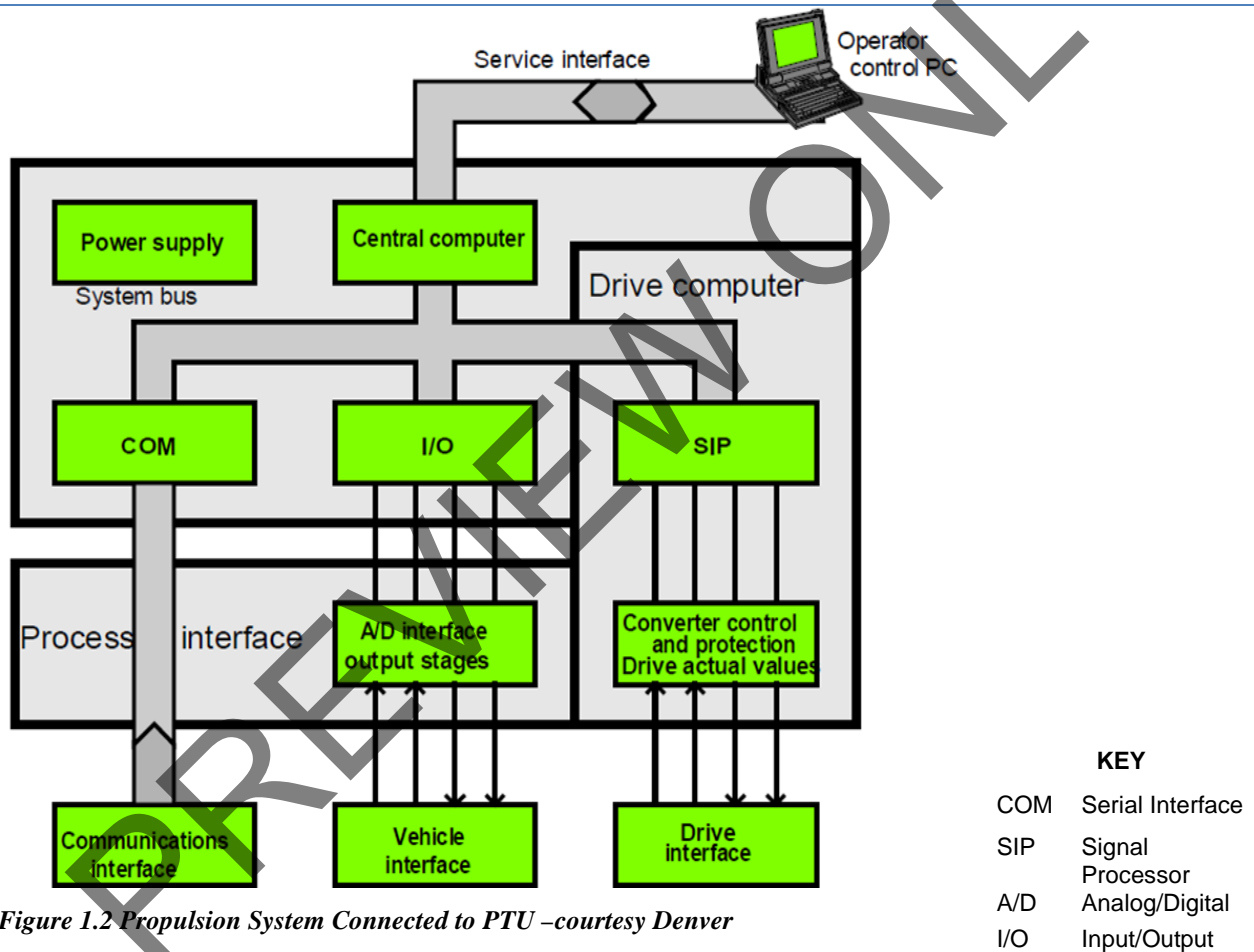 Service interface
Operator
control PC
Power supply
Central computer
System bus
Drive computer
COM
I/O
SIP
Process interface
A/D interface
output stages
Converter control
and protection
Drive actual values
Communications
interface
Vehicle
interface
Drive
interface
KEY
COM Serial Interface
SIP Signal
Processor
A/D Analog/Digital
I/O Input/Output
Figure 1.2 Propulsion System Connected to PTU –courtesy Denver
PREVIEW ONL